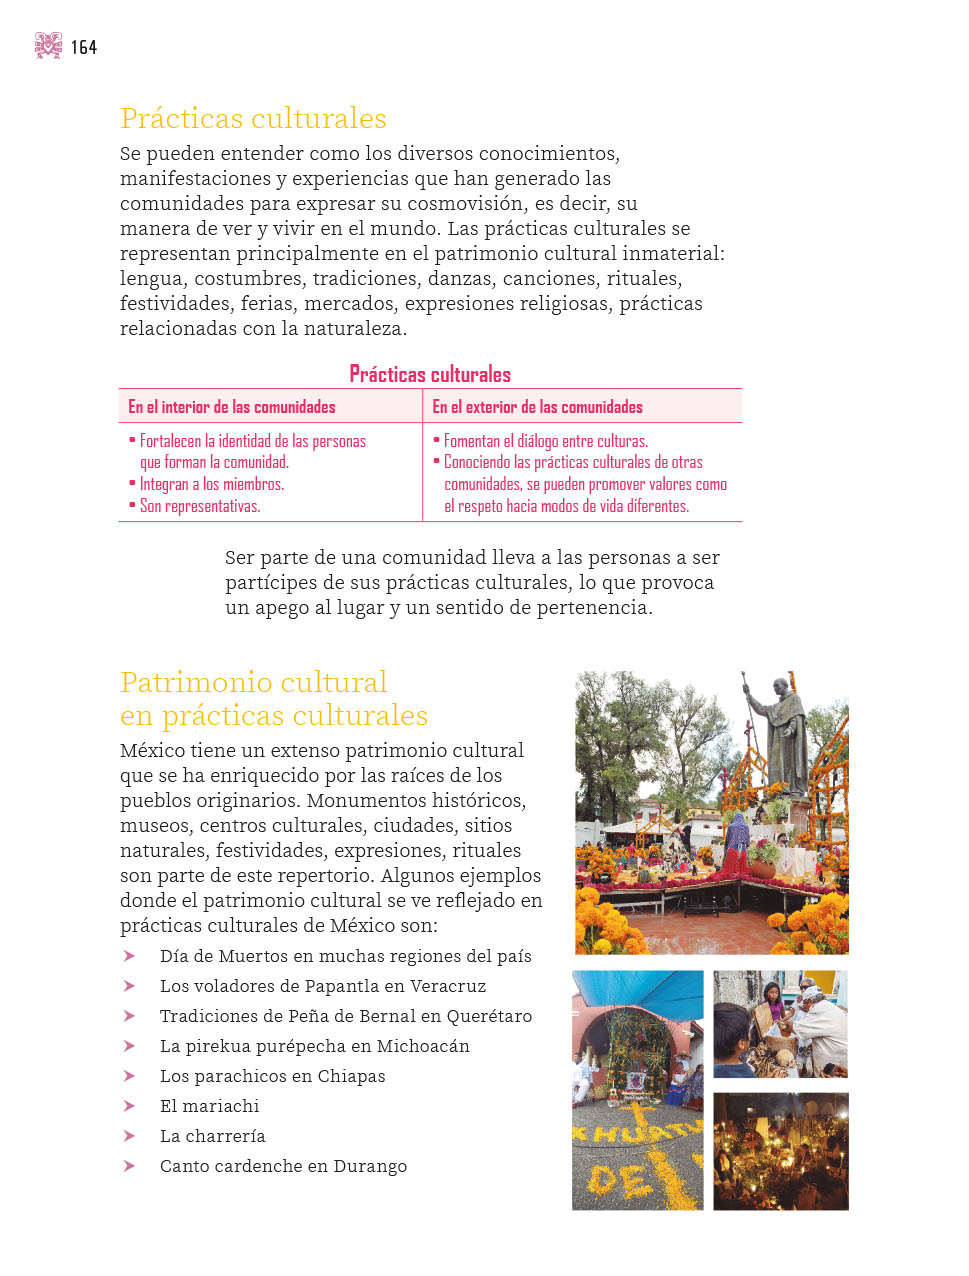 164
Prácticas culturales
Se pueden entender como los diversos conocimientos,
manifestaciones y experiencias que han generado las
comunidades para expresar su cosmovisión, es decir, su
manera de ver y vivir en el mundo. Las prácticas culturales se
representan principalmente en el patrimonio cultural inmaterial:
lengua, costumbres, tradiciones, danzas, canciones, rituales,
festividades, ferias, mercados, expresiones religiosas, prácticas
relacionadas con la naturaleza.
Prácticas culturales
En el interior de las comunidades
• Fortalecen la identidad de las personas
que forman la comunidad.
• Integran a los miembros.
• Son representativas.
En el exterior de las comunidades
• Fomentan el diálogo entre culturas.
• Conociendo las prácticas culturales de otras
comunidades, se pueden promover valores como
el respeto hacia modos de vida diferentes.
Ser parte de una comunidad lleva a las personas a ser
partícipes de sus prácticas culturales, lo que provoca
un apego al lugar y un sentido de pertenencia.
Patrimonio cultural
en prácticas culturales
México tiene un extenso patrimonio cultural
que se ha enriquecido por las raíces de los
pueblos originarios. Monumentos históricos,
museos, centros culturales, ciudades, sitios
naturales, festividades, expresiones, rituales
son parte de este repertorio. Algunos ejemplos
donde el patrimonio cultural se ve reflejado en
prácticas culturales de México son:
Día de Muertos en muchas regiones del país
Los voladores de Papantla en Veracruz
Tradiciones de Peña de Bernal en Querétaro
La pirekua purépecha en Michoacán
Los parachicos en Chiapas
El mariachi
La charrería
Canto cardenche en Durango
DE